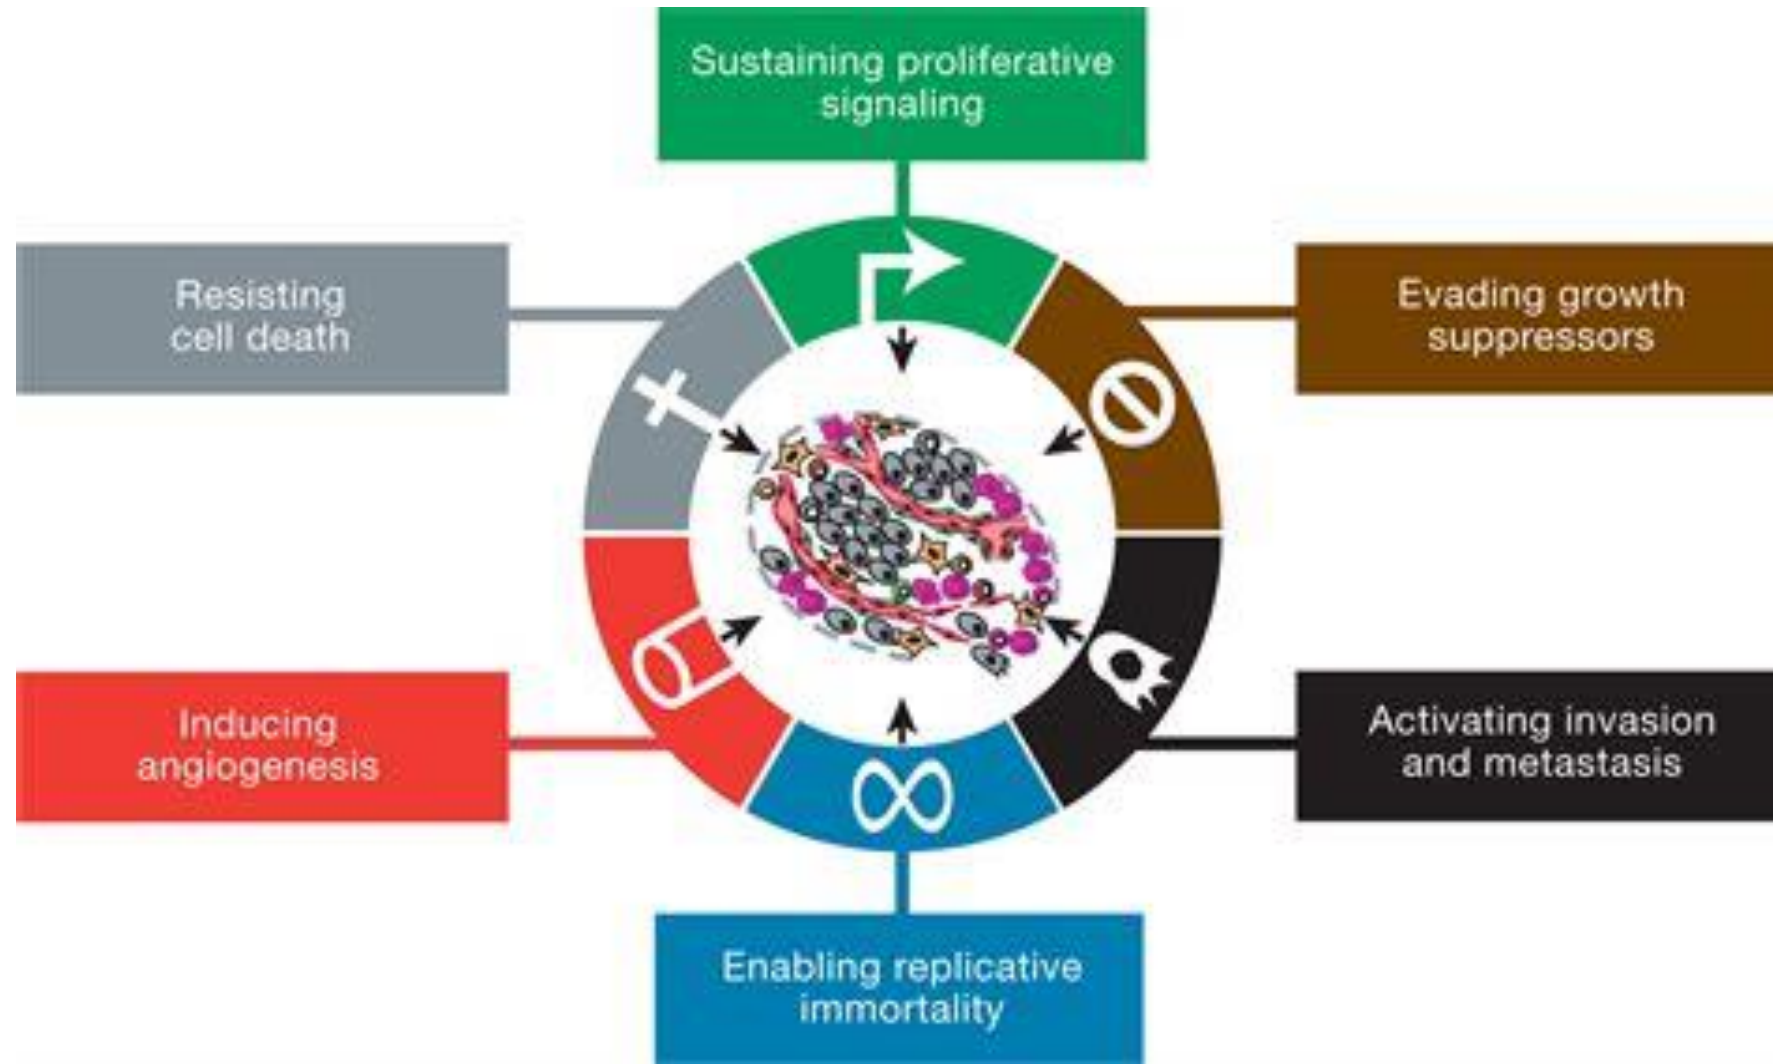 Sustaining proliferative
signaling
Resisting
cell death
Evading growth
suppressors
Inducing
angiogenesis
Activating invasion
and metastasis
Enabling replicative
immortality